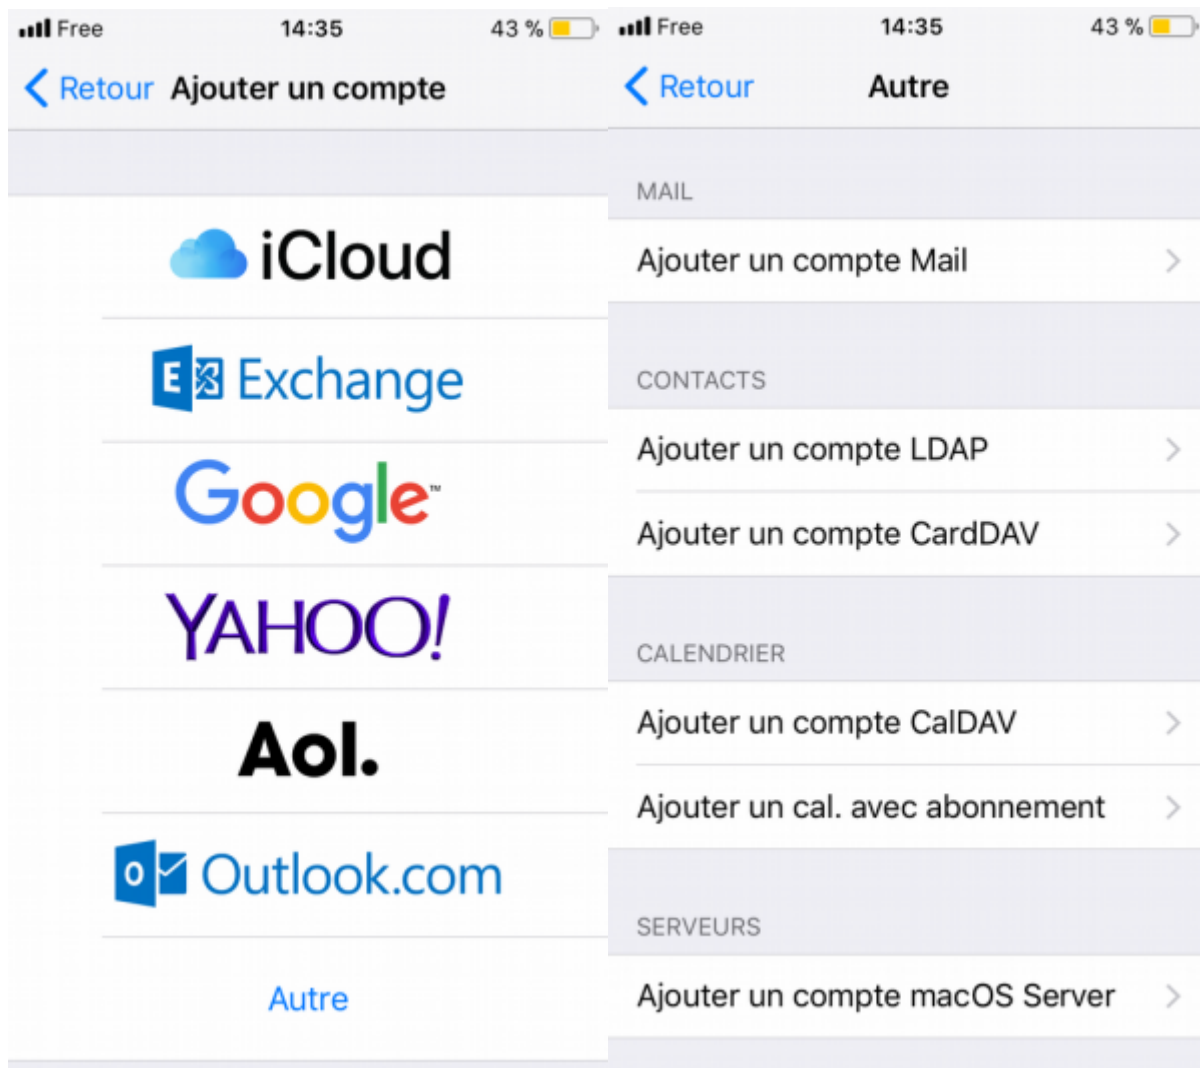 Free 14:35 43 %
Retour Ajouter un compte
iCloud
E Exchange
Google™
YAHOO!
Aol.
o Outlook.com
Autre
Free 14:35 43 %
Retour Autre
MAIL
Ajouter un compte Mail
CONTACTS
Ajouter un compte LDAP
Ajouter un compte CardDAV
CALENDRIER
Ajouter un compte CalDAV
Ajouter un cal. avec abonnement
SERVEURS
Ajouter un compte macOS Server